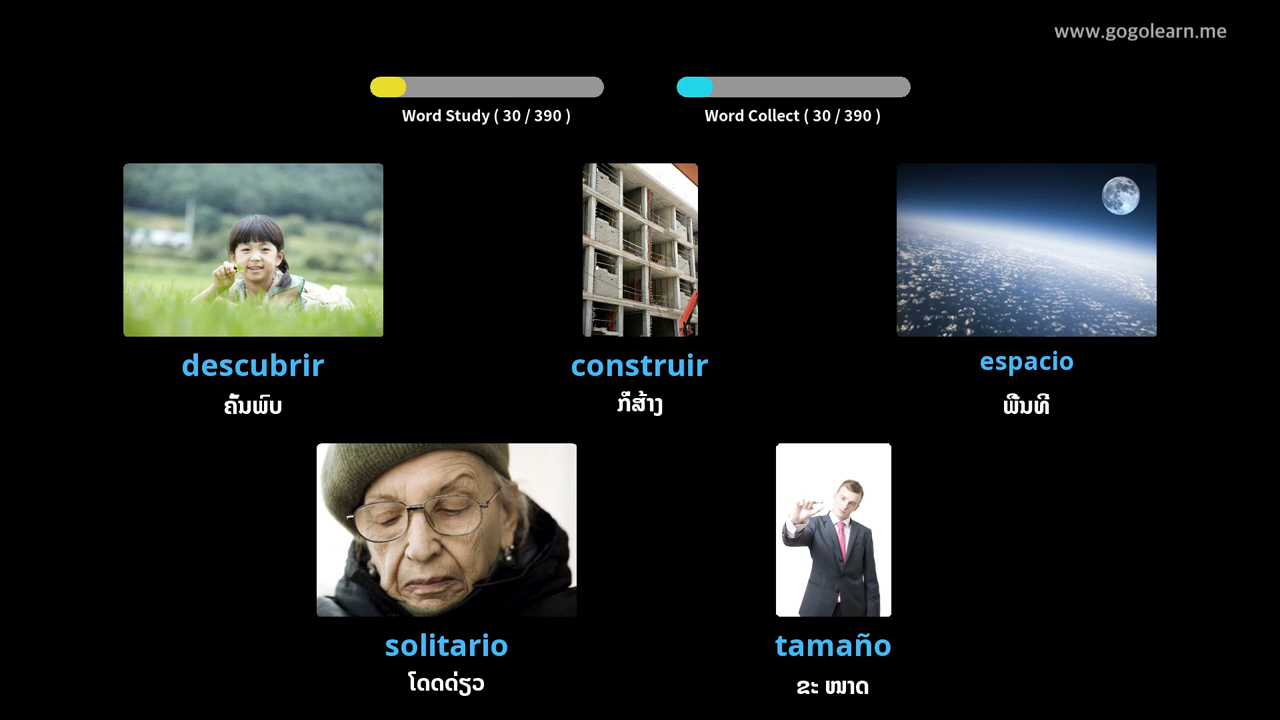 www.gogolearn.me
Word Study ( 30 / 390 )
Word Collect ( 30 / 390 )
descubrir
ຄົ້ນພົບ
construir
ກໍ່ສ້າງ
espacio
ພື້ນທີ່
solitario
ໂດດດ່ຽວ
tamaño
ຂະ ໜາດ